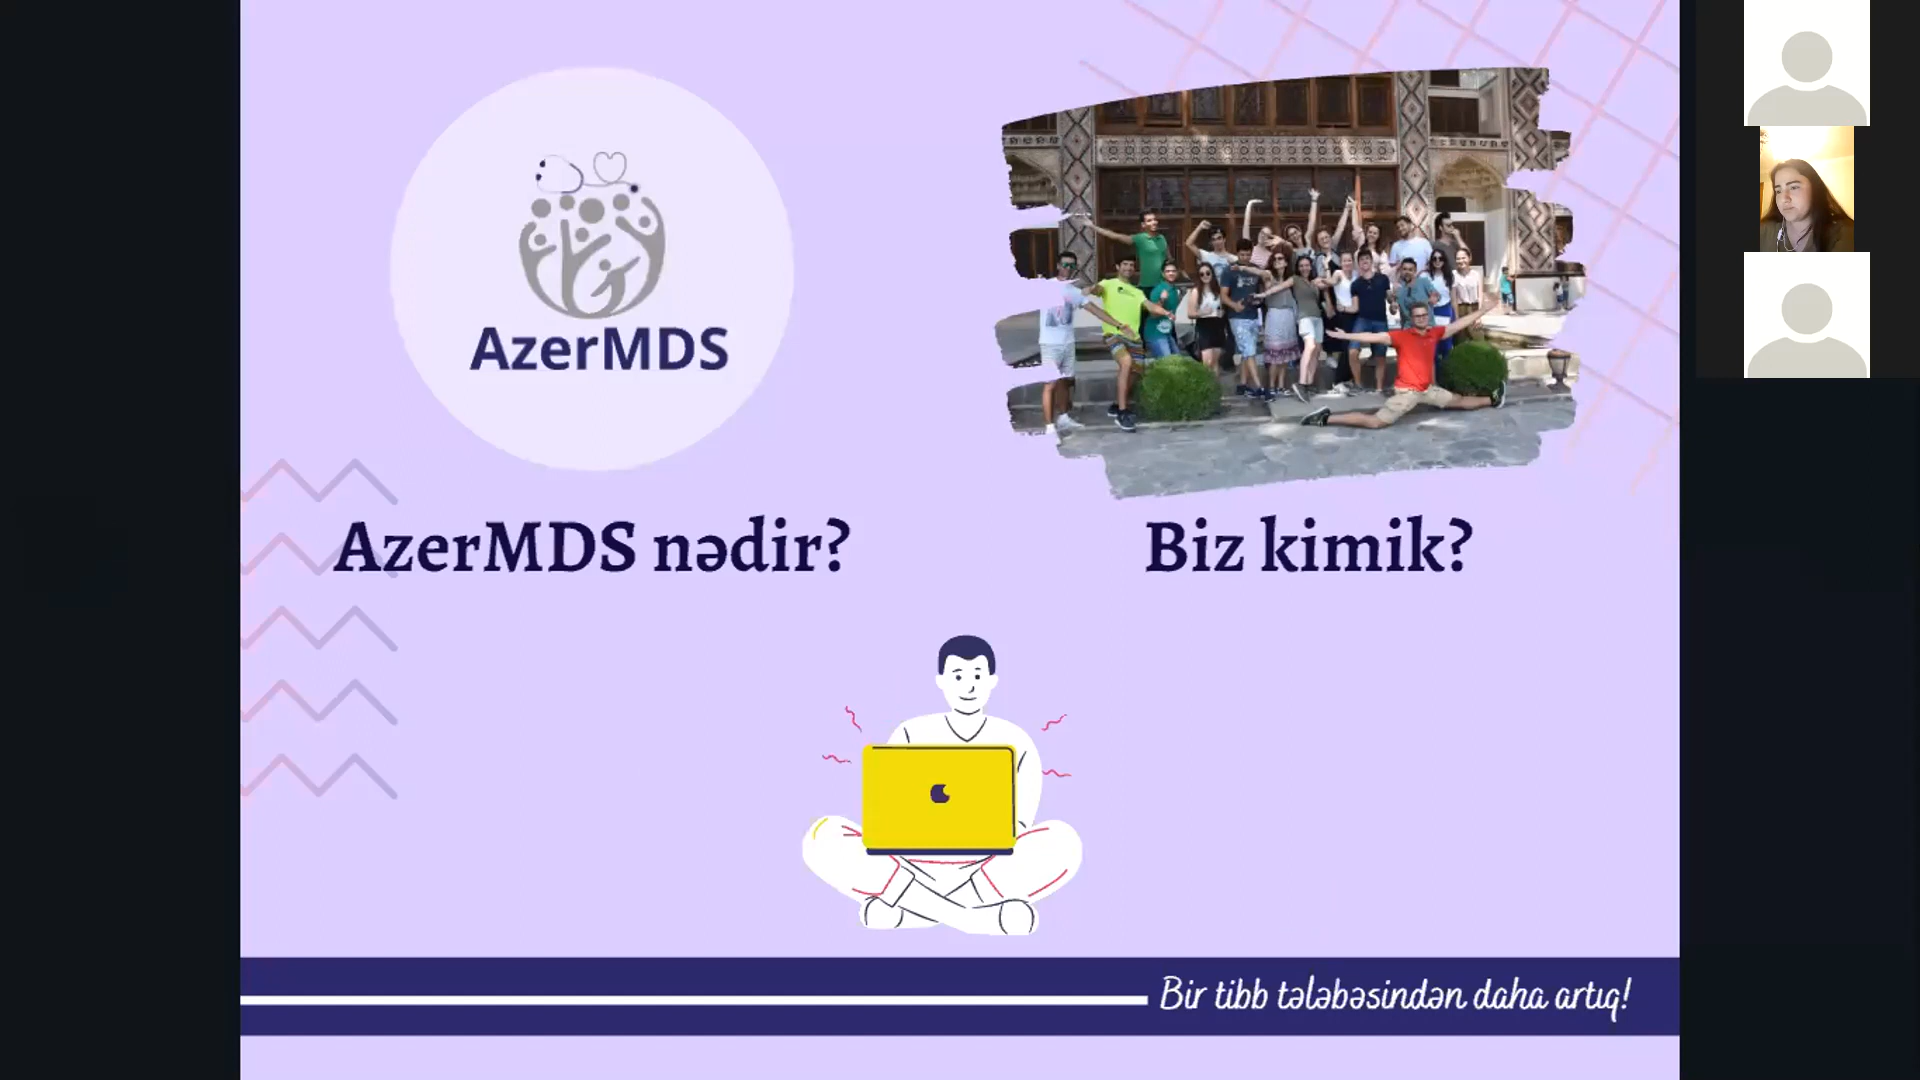 AzerMDS
AzerMDS nədir?
Biz kimik?
Bir tibb tələbəsindən daha artıq!